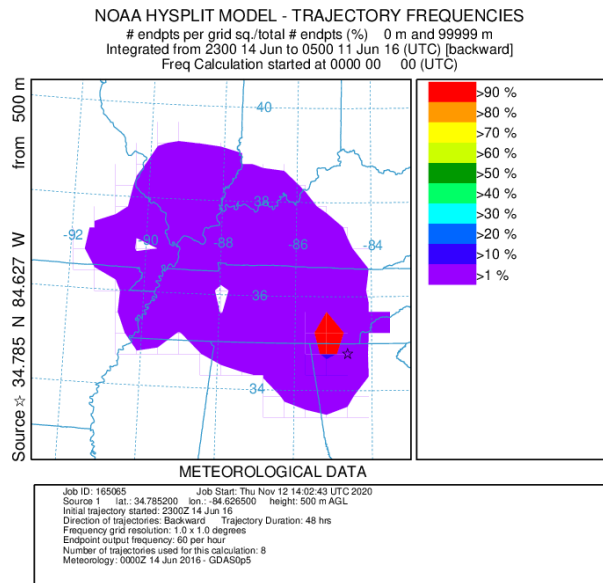 NOAA HYSPLIT MODEL - TRAJECTORY FREQUENCIES
# endpts per grid sq./total # endpts (%) 0 m and 99999 m
Integrated from 2300 14 Jun to 0500 11 Jun 16 (UTC) [backward]
Freq Calculation started at 0000 00 00 (UTC)
Source ☆ 34.785 N 84.627 W from 500 m
40
38
-92
-90
-88
-86
-84
36
34
>90 %
>80 %
>70 %
>60 %
>50 %
>40 %
>30 %
>20 %
>10 %
>1 %
METEOROLOGICAL DATA
Job ID: 165065 Job Start: Thu Nov 12 14:02:43 UTC 2020
Source 1 lat.: 34.785200 lon.: -84.626500 height: 500 m AGL
Initial trajectory started: 2300Z 14 Jun 16
Direction of trajectories: Backward Trajectory Duration: 48 hrs
Frequency grid resolution: 1.0 x 1.0 degrees
Endpoint output frequency: 60 per hour
Number of trajectories used for this calculation: 8
Meteorology: 0000Z 14 Jun 2016 - GDAS0p5